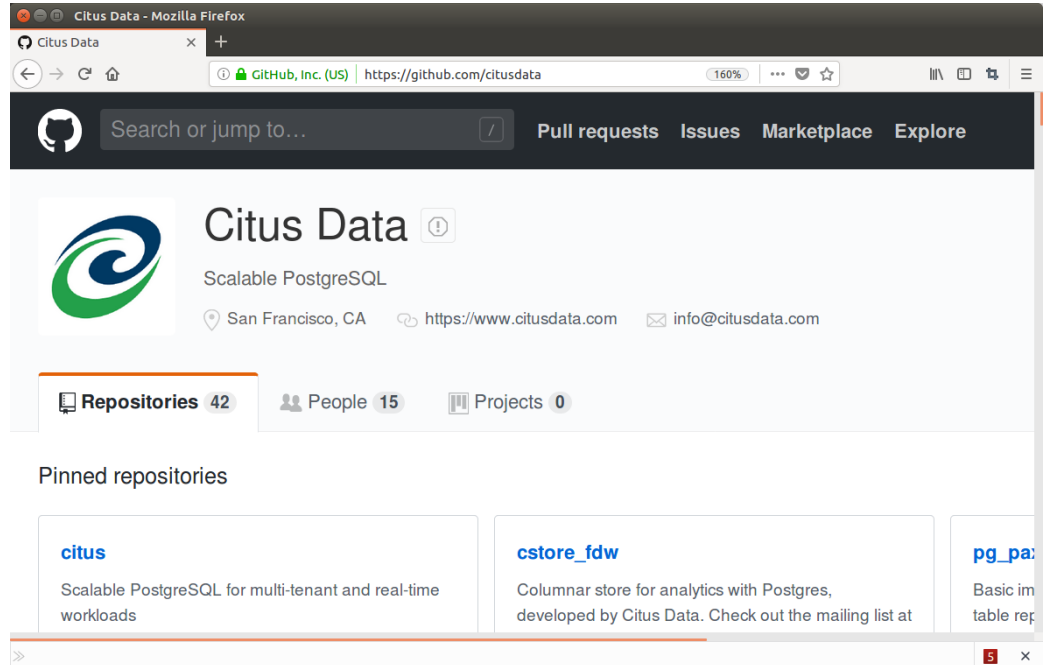 Citus Data - Mozilla Firefox
Citus Data
GitHub, Inc. (US) https://github.com/citusdata 160%
Search or jump to… / Pull requests Issues Marketplace Explore
Citus Data
Scalable PostgreSQL
San Francisco, CA https://www.citusdata.com info@citusdata.com
Repositories 42 People 15 Projects 0
Pinned repositories
citus
Scalable PostgreSQL for multi-tenant and real-time
workloads
cstore_fdw
Columnar store for analytics with Postgres,
developed by Citus Data. Check out the mailing list at
pg_pax
Basic im
table rep
5